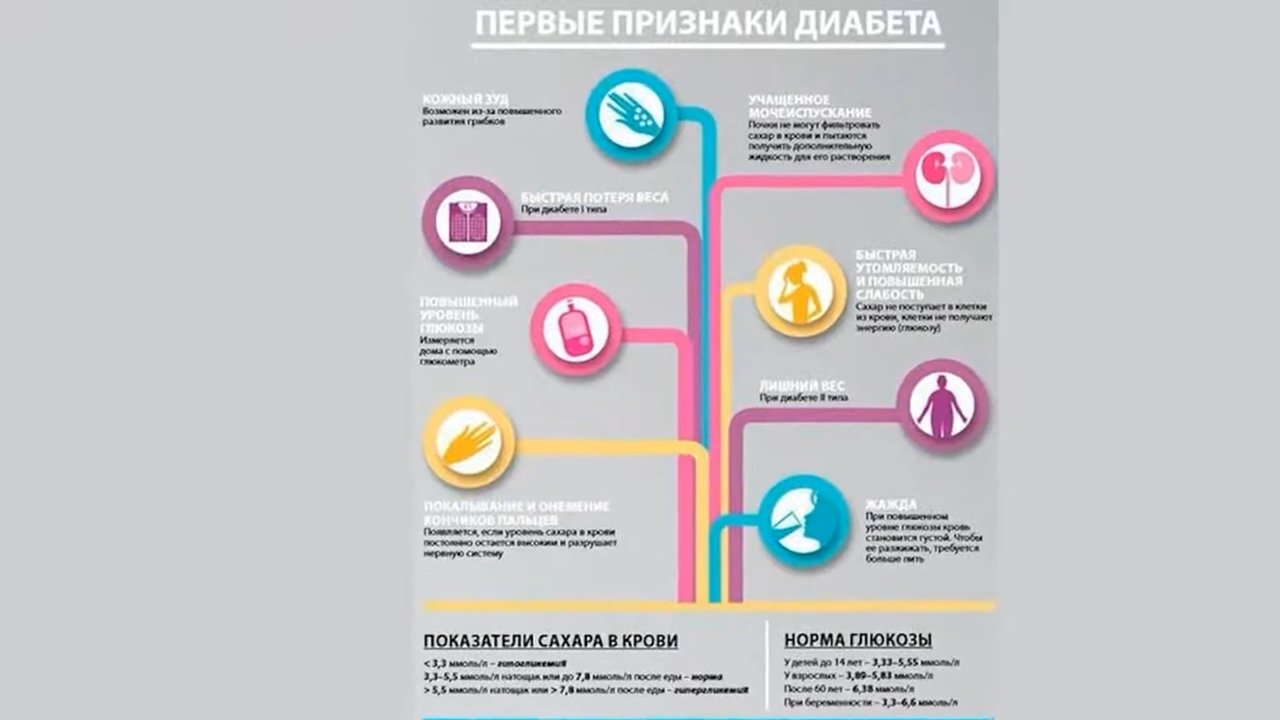 ПЕРВЫЕ ПРИЗНАКИ ДИАБЕТА
КОЖНЫЙ ЗУД
Возможен из-за повышенного
развития грибков
УЧАЩЕННОЕ
МОЧЕИСПУСКАНИЕ
Почки не могут фильтровать
сахар в крови и пытаются
получить дополнительную
жидкость для его растворения
БЫСТРАЯ ПОТЕРЯ ВЕСА
При диабете I типа
БЫСТРАЯ
УТОМЛЯЕМОСТЬ
И ПОВЫШЕННАЯ
СЛАБОСТЬ
Сахар не поступает в клетки
из крови, клетки не получают
энергию (глюкозу)
ПОВЫШЕННЫЙ
УРОВЕНЬ
ГЛЮКОЗЫ
Измеряется
дома с помощью
глюкометра
ЛИШНИЙ ВЕС
При диабете II типа
ПОКАЛЫВАНИЕ И ОНЕМЕНИЕ
КОНЧИКОВ ПАЛЬЦЕВ
Появляется, если уровень сахара в крови
постоянно остается высоким и разрушает
нервную систему
ЖАЖДА
При повышенном
уровне глюкозы кровь
становится густой. Чтобы
ее разжижать, требуется
больше пить
ПОКАЗАТЕЛИ САХАРА В КРОВИ
< 3,3 ммоль/л – гипогликемия
3,3–5,5 ммоль/л натощак или до 7,8 ммоль/л после еды – норма
> 5,5 ммоль/л натощак или > 7,8 ммоль/л после еды – гипергликемия
НОРМА ГЛЮКОЗЫ
У детей до 14 лет – 3,33–5,55 ммоль/л
У взрослых – 3,89–5,83 ммоль/л
После 60 лет – 6,38 ммоль/л
При беременности – 3,3–6,6 ммоль/л